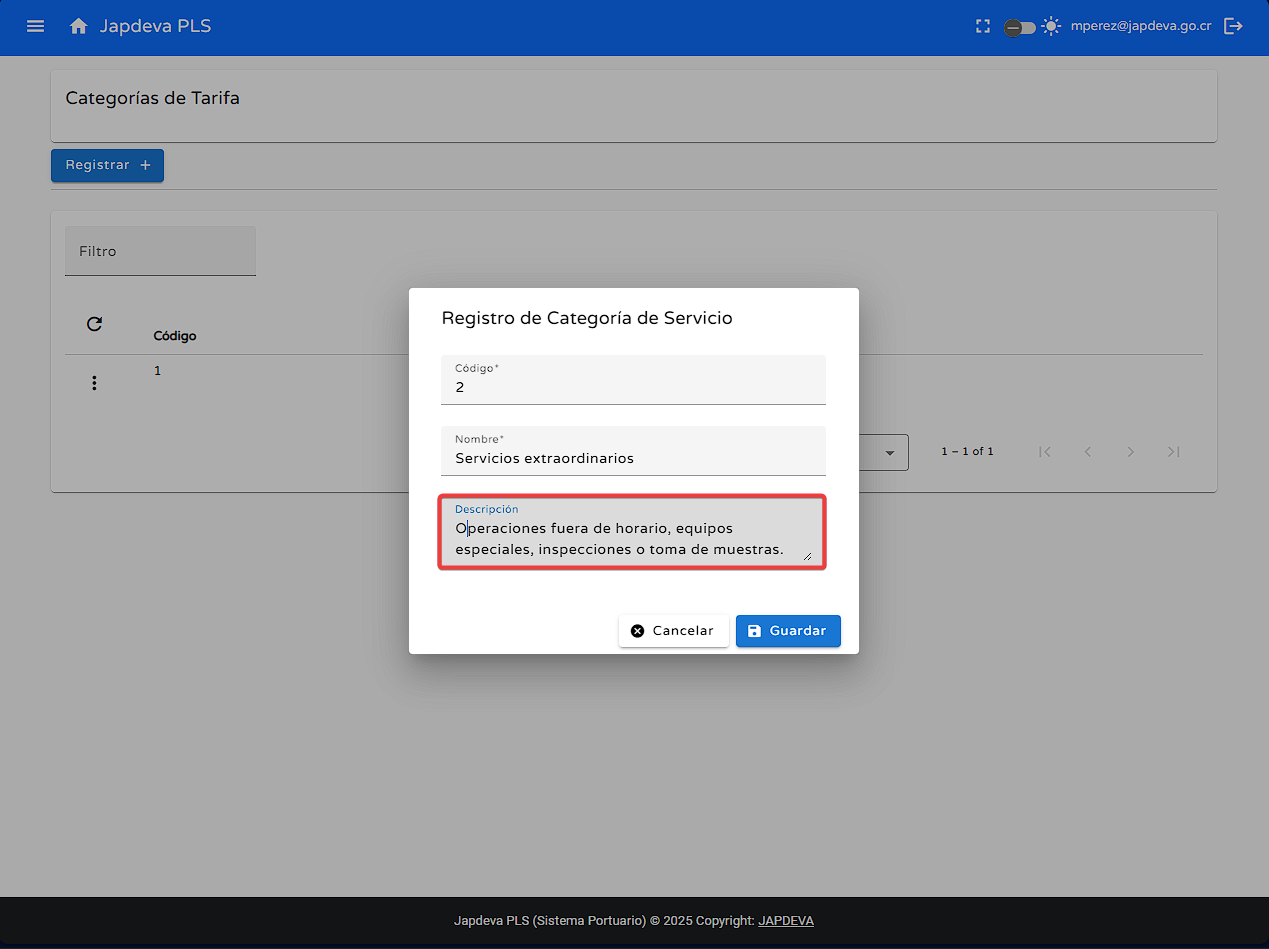 Japdeva PLS
mperez@japdeva.go.cr
Categorías de Tarifa
Registrar +
Filtro
Código
1
1 – 1 of 1
Registro de Categoría de Servicio
Código*
2
Nombre*
Servicios extraordinarios
Descripción
Operaciones fuera de horario, equipos
especiales, inspecciones o toma de muestras.
Cancelar
Guardar
Japdeva PLS (Sistema Portuario) © 2025 Copyright: JAPDEVA